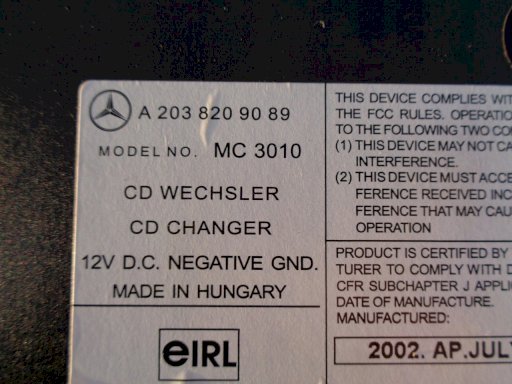 A 203 820 90 89
MODEL NO. MC 3010
CD WECHSLER
CD CHANGER
12V D.C. NEGATIVE GND.
MADE IN HUNGARY
eIRL
THIS DEVICE COMPLIES WIT
THE FCC RULES. OPERATIO
TO THE FOLLOWING TWO CO
(1) THIS DEVICE MAY NOT CA
INTERFERENCE.
(2) THIS DEVICE MUST ACCE
FERENCE RECEIVED INC
FERENCE THAT MAY CAU
OPERATION
PRODUCT IS CERTIFIED BY
TURER TO COMPLY WITH D
CFR SUBCHAPTER J APPLI
DATE OF MANUFACTURE.
MANUFACTURED:
2002. AP.JULY